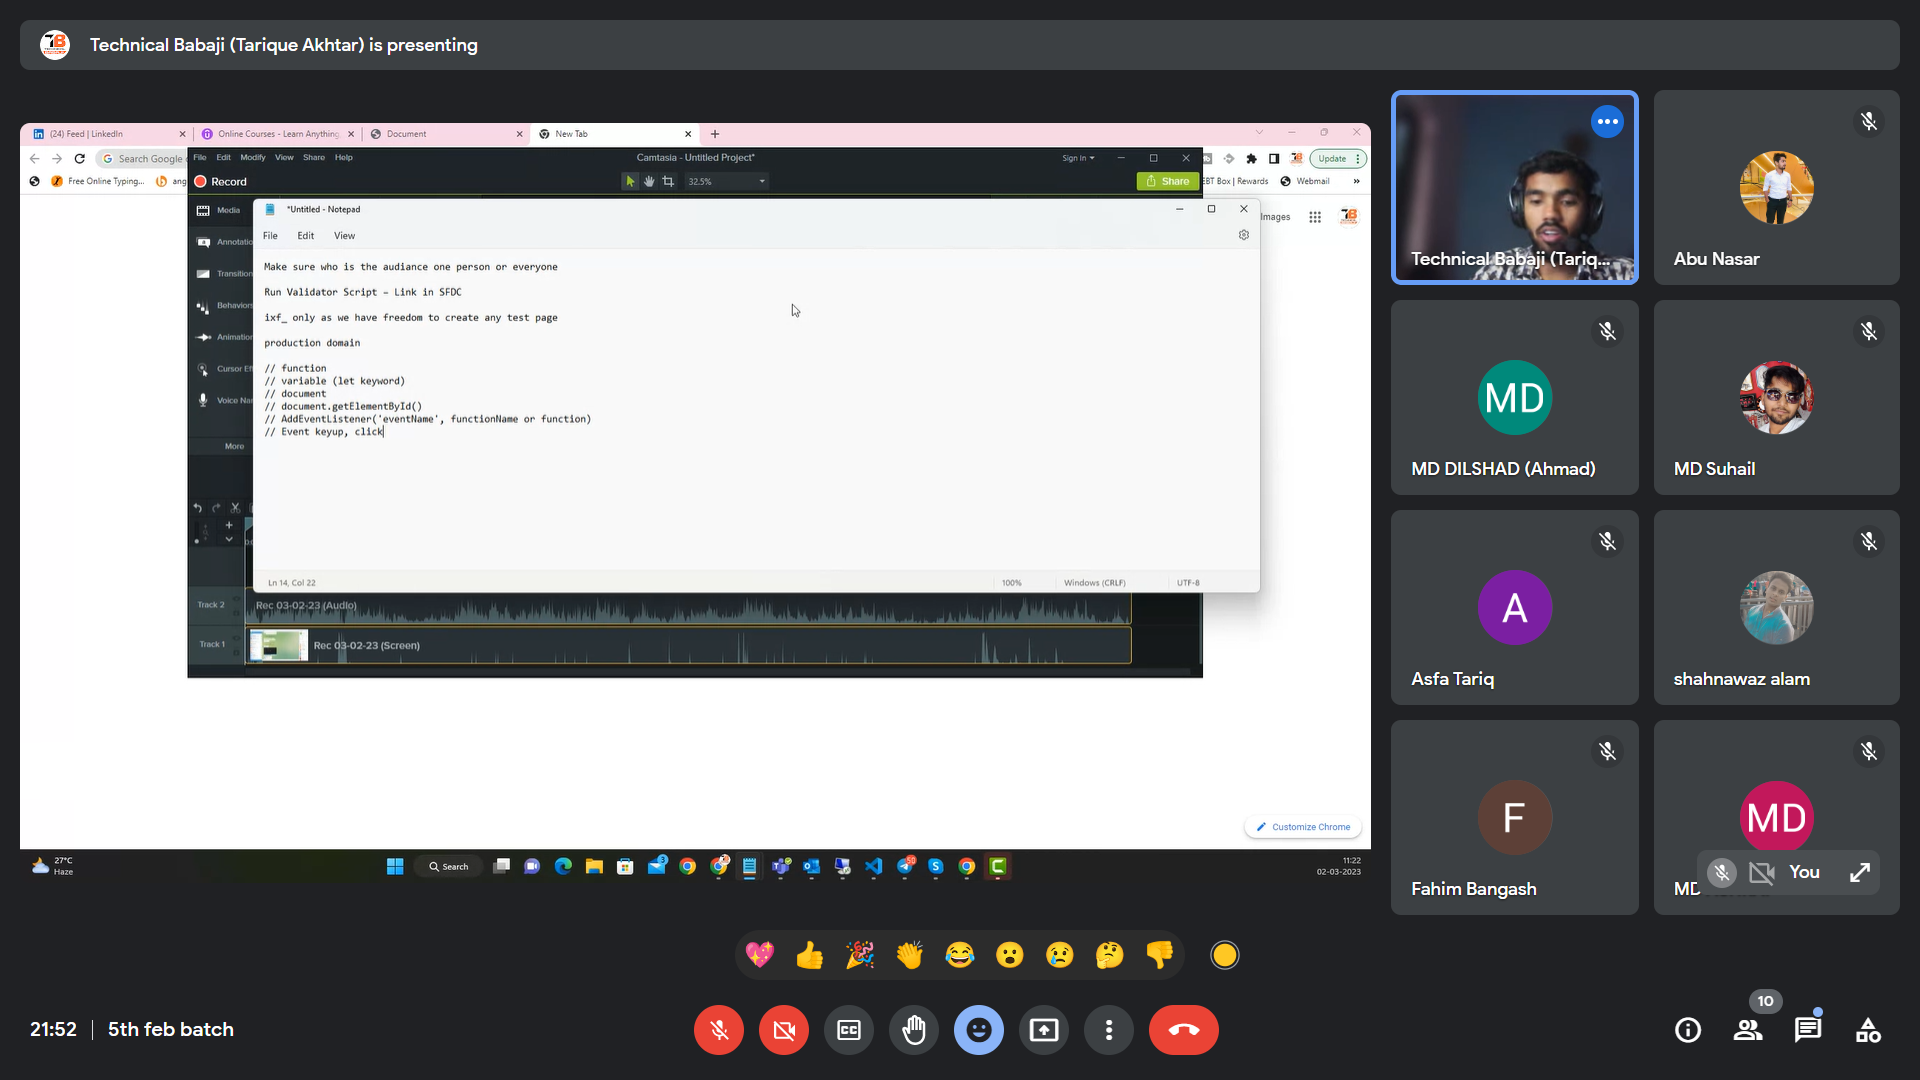 Technical Babaji (Tarique Akhtar) is presenting
(24) Feed | LinkedIn
Online Courses - Learn Anything
Document
New Tab
Search Google
File Edit Modify View Share Help
Camtasia - Untitled Project*
Sign In
Update
Free Online Typing...
ang
Record
32.5%
Share
EBT Box | Rewards
Webmail
»
Media
Annotatio
Transition
Behaviors
Animation
Cursor Ef
Voice Nar
More
Images
*Untitled - Notepad
File Edit View
Make sure who is the audiance one person or everyone
Run Validator Script – Link in SFDC
ixf_ only as we have freedom to create any test page
production domain
// function
// variable (let keyword)
// document
// document.getElementById()
// AddEventListener('eventName', functionName or function)
// Event keyup, click
Ln 14, Col 22
100%
Windows (CRLF)
UTF-8
Track 2
Rec 03-02-23 (Audio)
Track 1
Rec 03-02-23 (Screen)
Customize Chrome
27°C
Haze
Search
11:22
02-03-2023
Technical Babaji (Tariq...
Abu Nasar
MD
MD DILSHAD (Ahmad)
MD Suhail
A
Asfa Tariq
shahnawaz alam
F
Fahim Bangash
MD
You
MD
21:52 | 5th feb batch
CC
10